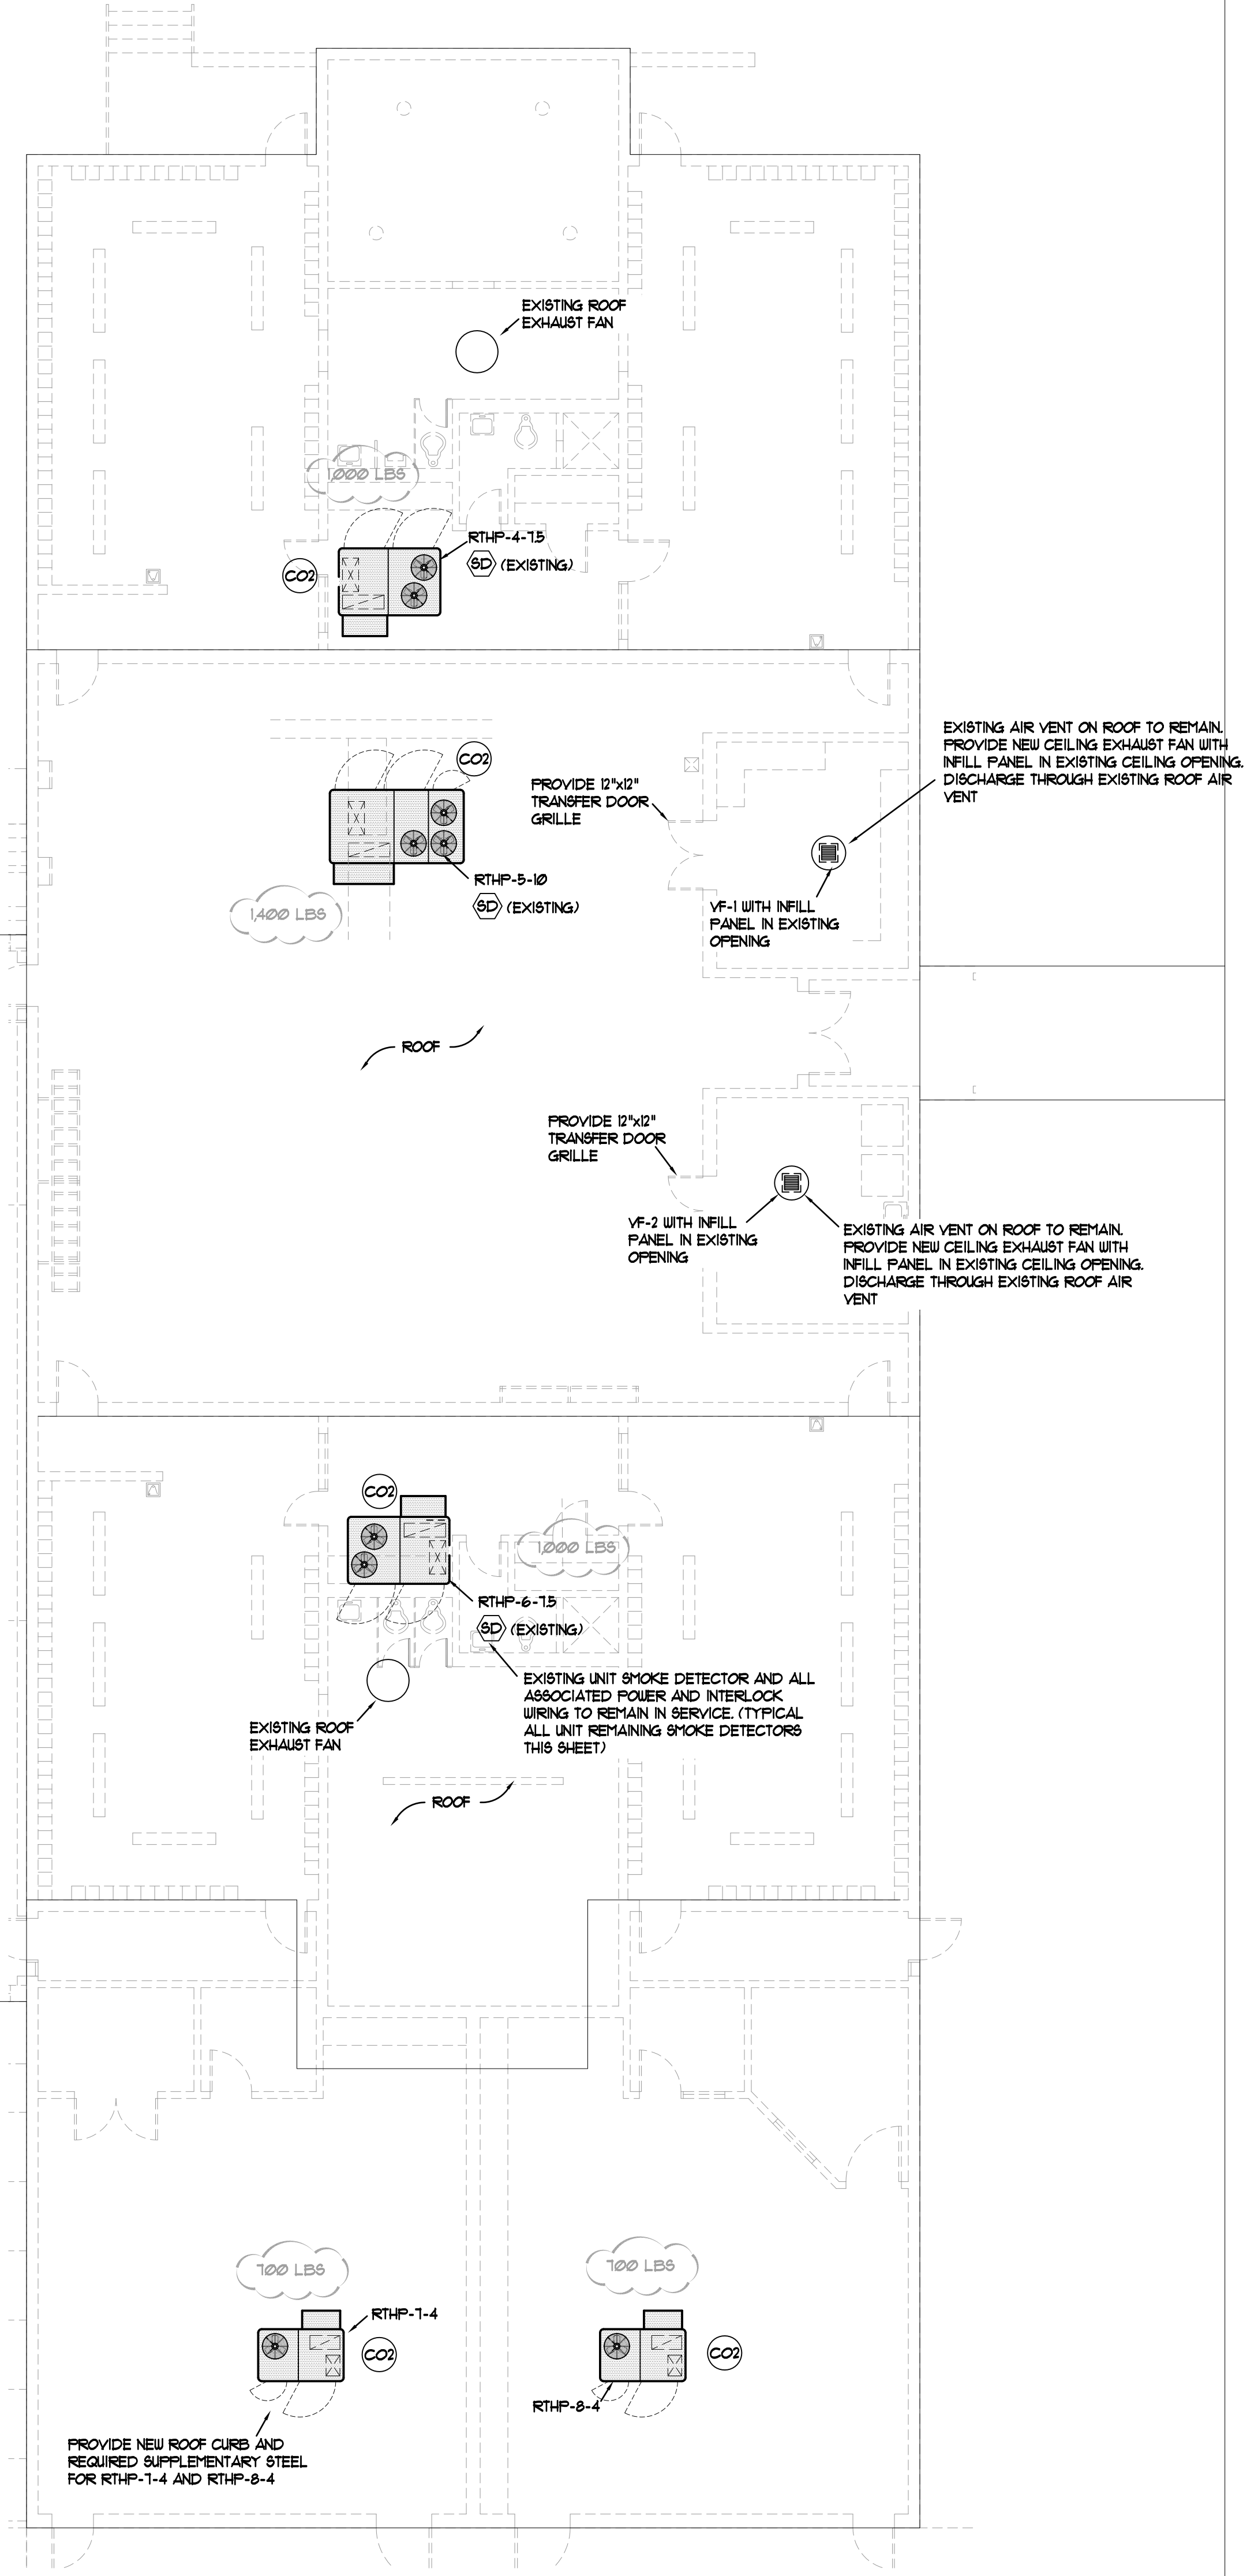 EXISTING ROOF
EXHAUST FAN
1,000 LBS
RTHP-4-7.5
SD (EXISTING)
CO2
EXISTING AIR VENT ON ROOF TO REMAIN.
PROVIDE NEW CEILING EXHAUST FAN WITH
INFILL PANEL IN EXISTING CEILING OPENING.
DISCHARGE THROUGH EXISTING ROOF AIR
VENT
CO2
PROVIDE 12"x12"
TRANSFER DOOR
GRILLE
RTHP-5-10
SD (EXISTING)
1,400 LBS
VF-1 WITH INFILL
PANEL IN EXISTING
OPENING
ROOF
PROVIDE 12"x12"
TRANSFER DOOR
GRILLE
VF-2 WITH INFILL
PANEL IN EXISTING
OPENING
EXISTING AIR VENT ON ROOF TO REMAIN.
PROVIDE NEW CEILING EXHAUST FAN WITH
INFILL PANEL IN EXISTING CEILING OPENING.
DISCHARGE THROUGH EXISTING ROOF AIR
VENT
CO2
1,000 LBS
RTHP-6-7.5
SD (EXISTING)
EXISTING UNIT SMOKE DETECTOR AND ALL
ASSOCIATED POWER AND INTERLOCK
WIRING TO REMAIN IN SERVICE. (TYPICAL
ALL UNIT REMAINING SMOKE DETECTORS
THIS SHEET)
EXISTING ROOF
EXHAUST FAN
ROOF
700 LBS
700 LBS
RTHP-7-4
CO2
CO2
RTHP-8-4
PROVIDE NEW ROOF CURB AND
REQUIRED SUPPLEMENTARY STEEL
FOR RTHP-7-4 AND RTHP-8-4